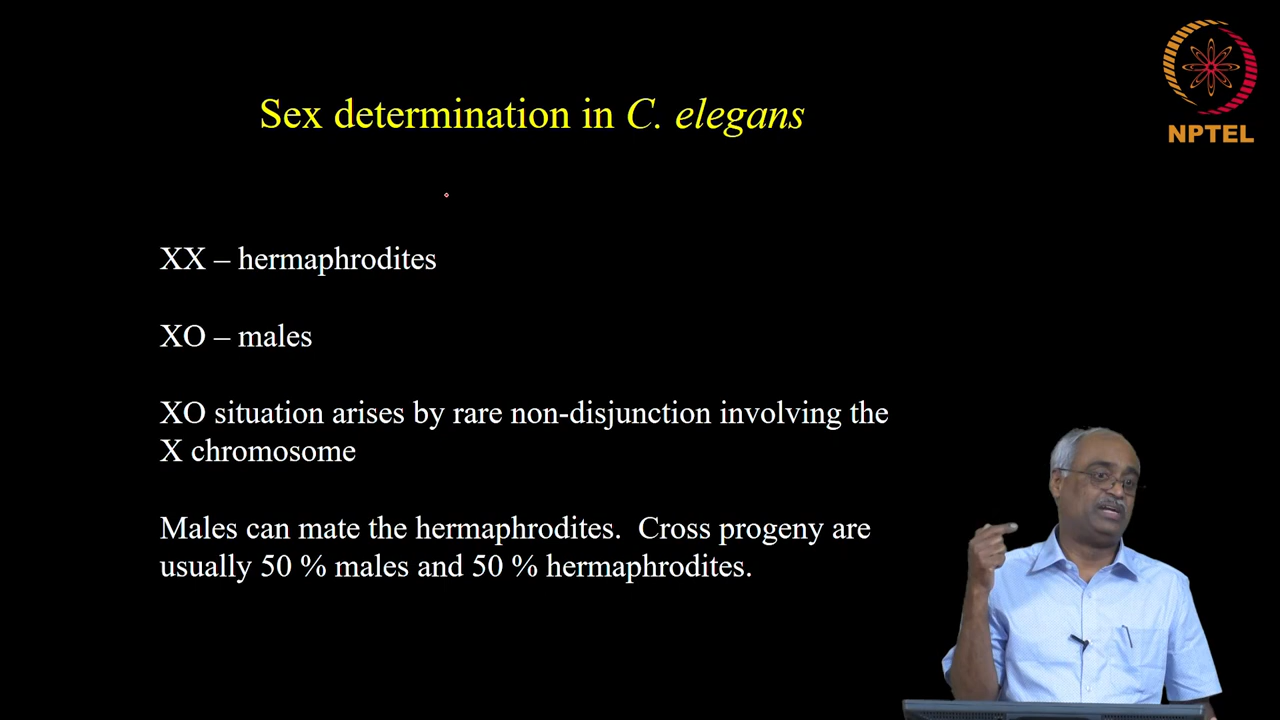 NPTEL
Sex determination in C. elegans
XX – hermaphrodites
XO – males
XO situation arises by rare non-disjunction involving the
X chromosome
Males can mate the hermaphrodites.  Cross progeny are
usually 50 % males and 50 % hermaphrodites.